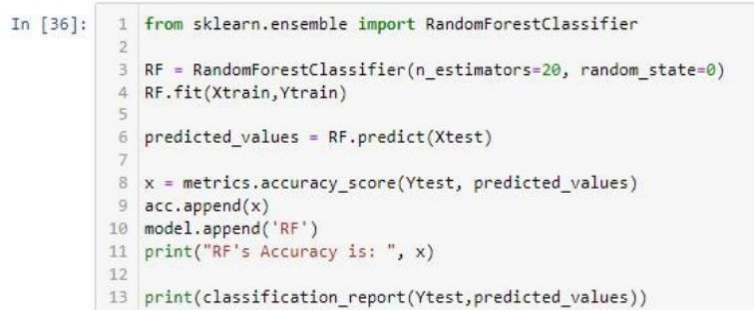 In [36]:
1 from sklearn.ensemble import RandomForestClassifier
2
3 RF = RandomForestClassifier(n_estimators=20, random_state=0)
4 RF.fit(Xtrain,Ytrain)
5
6 predicted_values = RF.predict(Xtest)
7
8 x = metrics.accuracy_score(Ytest, predicted_values)
9 acc.append(x)
10 model.append('RF')
11 print("RF's Accuracy is: ", x)
12
13 print(classification_report(Ytest,predicted_values))